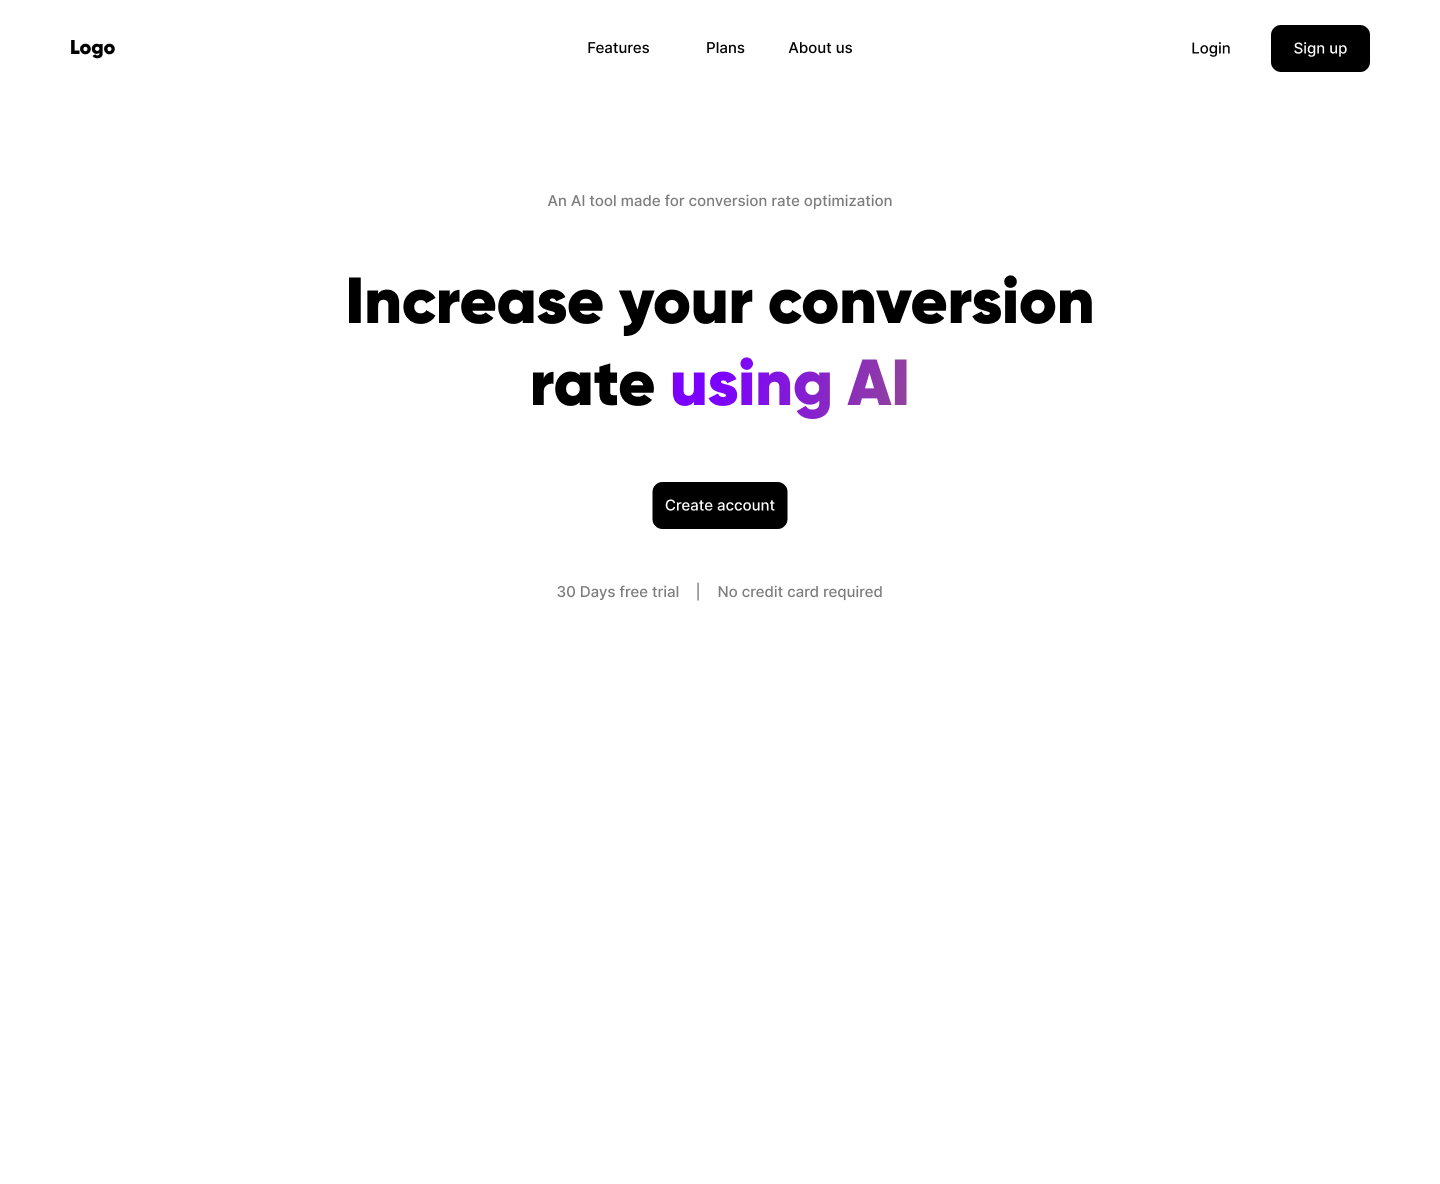 Logo
Features
Plans
About us
Login
Sign up
An AI tool made for conversion rate optimization
Increase your conversion
rate using AI
Create account
30 Days free trial | No credit card required